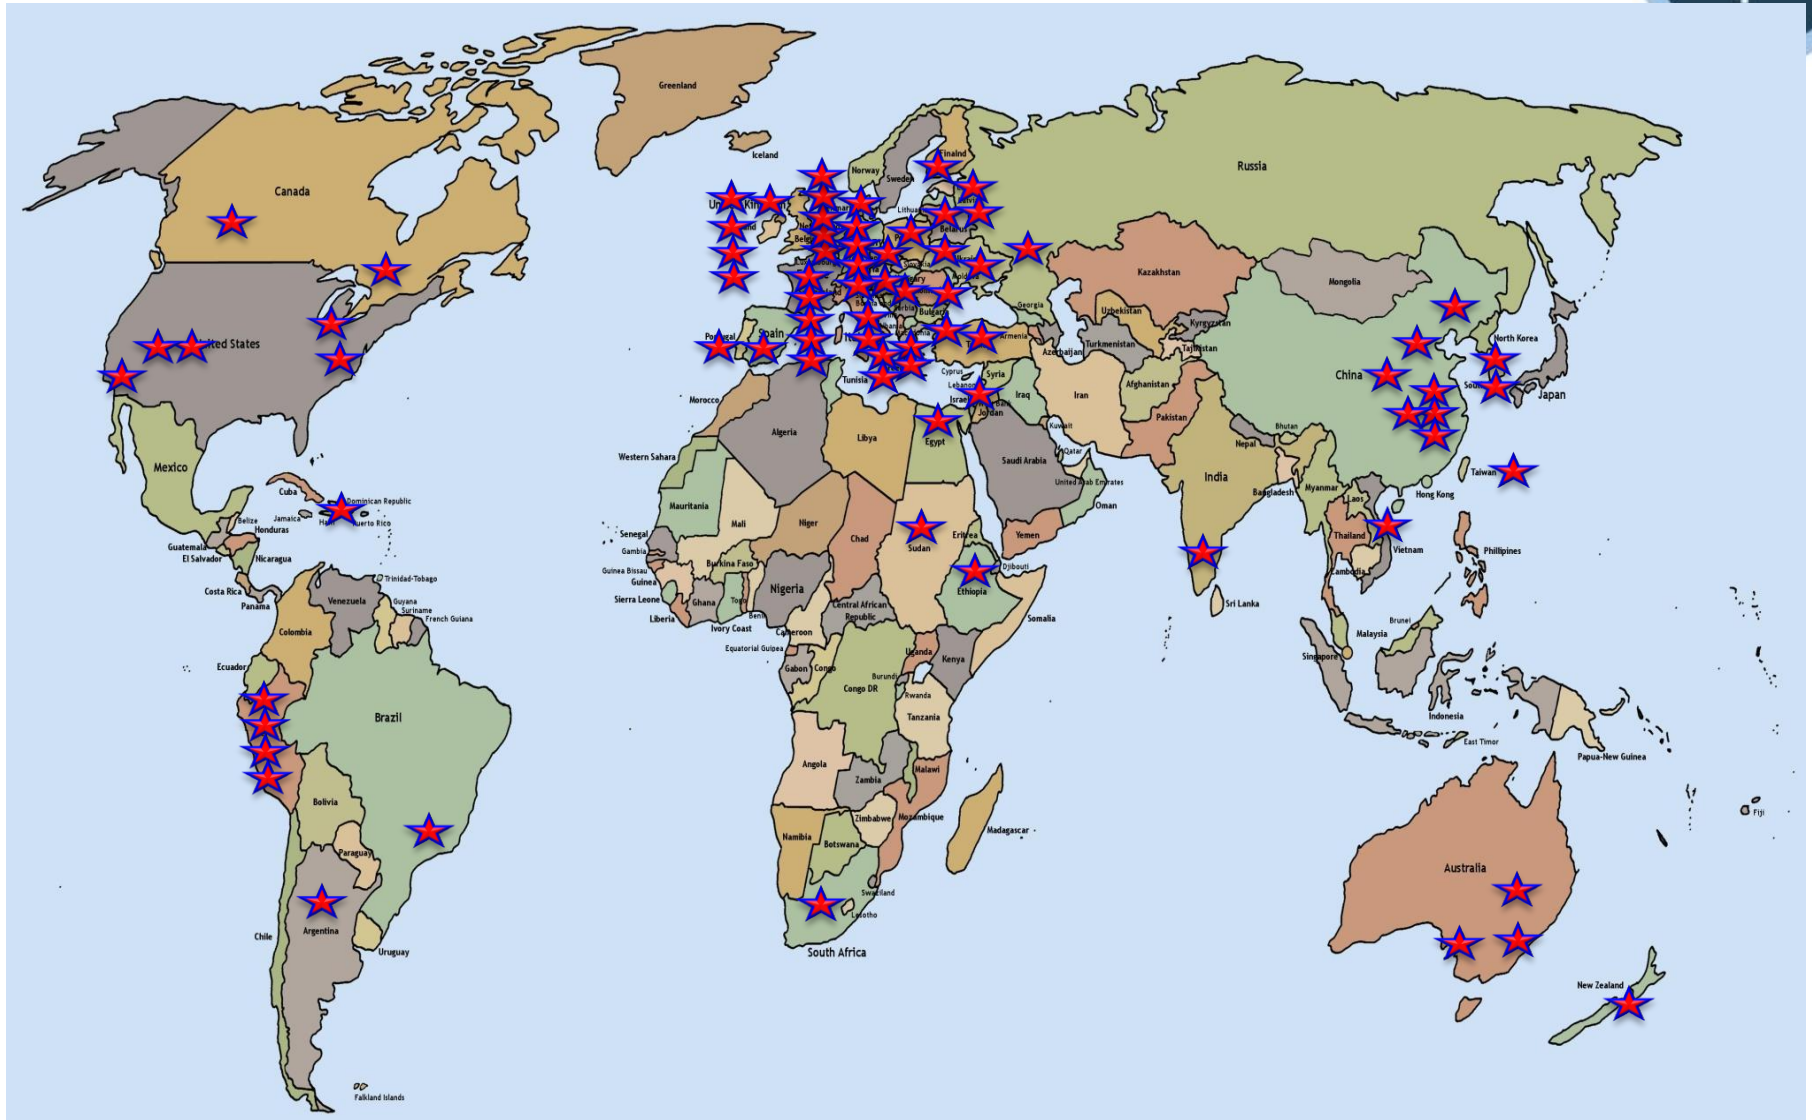 Greenland
Iceland
Canada
United States
Mexico
Cuba
Dominican Republic
Jamaica
Puerto Rico
Belize
Honduras
Guatemala
El Salvador
Nicaragua
Costa Rica
Panama
Trinidad-Tobago
Venezuela
Guyana
Suriname
French Guiana
Colombia
Ecuador
Brazil
Bolivia
Paraguay
Argentina
Chile
Uruguay
Falkland Islands
Norway
Sweden
Finalnd
Russia
Belarus
Portugal
Spain
Bulgaria
Georgia
Armenia
Azerbaijan
Kazakhstan
Uzbekistan
Turkmenistan
Kyrgyzstan
Tajikistan
Mongolia
China
North Korea
Japan
Taiwan
Hong Kong
Cyprus
Lebanon
Syria
Israel
Jordan
Iraq
Iran
Kuwait
Qatar
Saudi Arabia
United Arab Emirates
Oman
Yemen
Afghanistan
Pakistan
India
Nepal
Bhutan
Bangladesh
Myanmar
Laos
Thailand
Vietnam
Cambodia
Phillipines
Sri Lanka
Brunei
Malaysia
Singapore
Indonesia
East Timor
Papua-New Guinea
Fiji
Australia
New Zealand
Tunisia
Morocco
Algeria
Libya
Egypt
Western Sahara
Mauritania
Mali
Niger
Chad
Sudan
Eritrea
Djibouti
Ethiopia
Somalia
Senegal
Gambia
Guinea Bissau
Guinea
Sierra Leone
Liberia
Ivory Coast
Burkina Faso
Ghana
Togo
Benin
Nigeria
Cameroon
Central African
Republic
Equatorial Guinea
Gabon
Congo
Congo DR
Uganda
Kenya
Burundi
Rwanda
Tanzania
Angola
Zambia
Malawi
Mozambique
Zimbabwe
Namibia
Botswana
Madagascar
Swaziland
Lesotho
South Africa